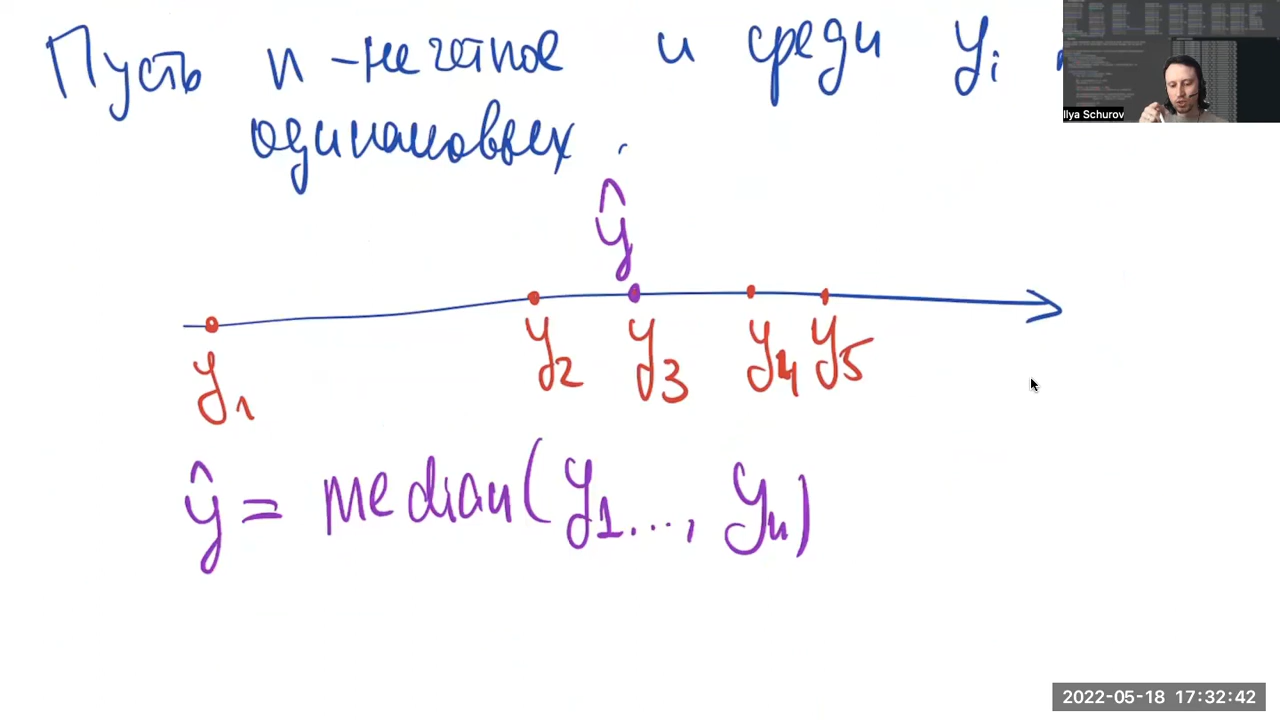 Пусть n - нечетное и среди yᵢ
одинаковых.
ŷ
y₁ y₂ y₃ y₄ y₅
ŷ = median(y₁..., yₙ)
Ilya Schurov
2022-05-18 17:32:42